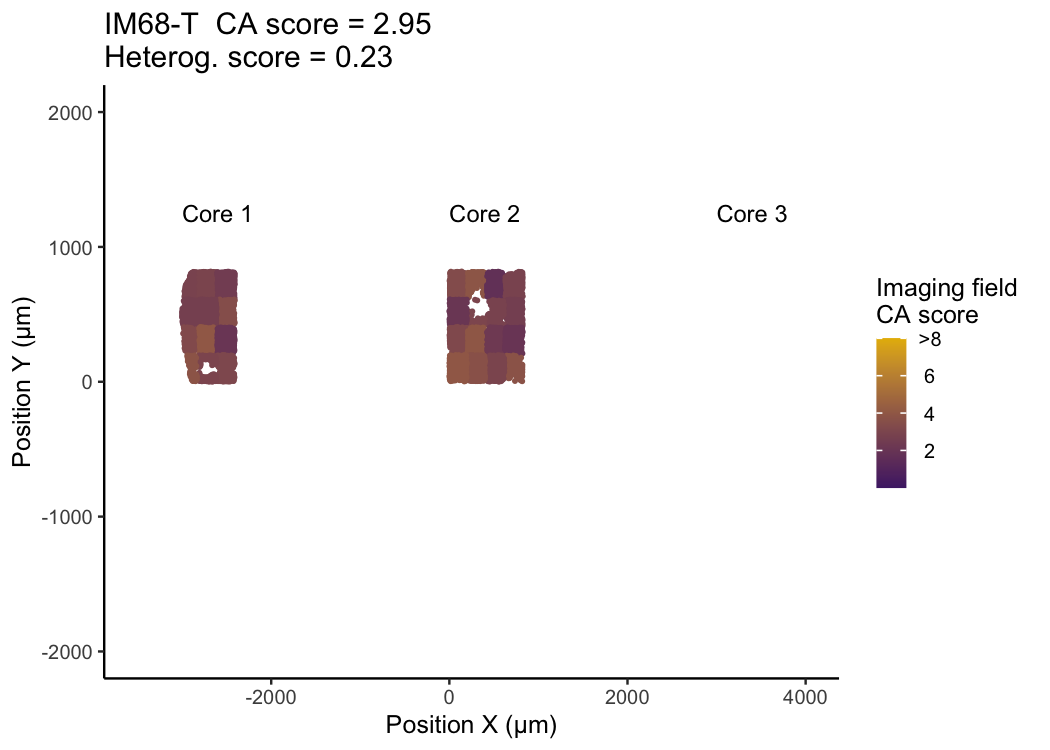 IM68-T  CA score = 2.95
Heterog. score = 0.23
2000
1000
0
-1000
-2000
Position Y (µm)
Core 1
Core 2
Core 3
-2000
0
2000
4000
Position X (µm)
Imaging field
CA score
>8
6
4
2